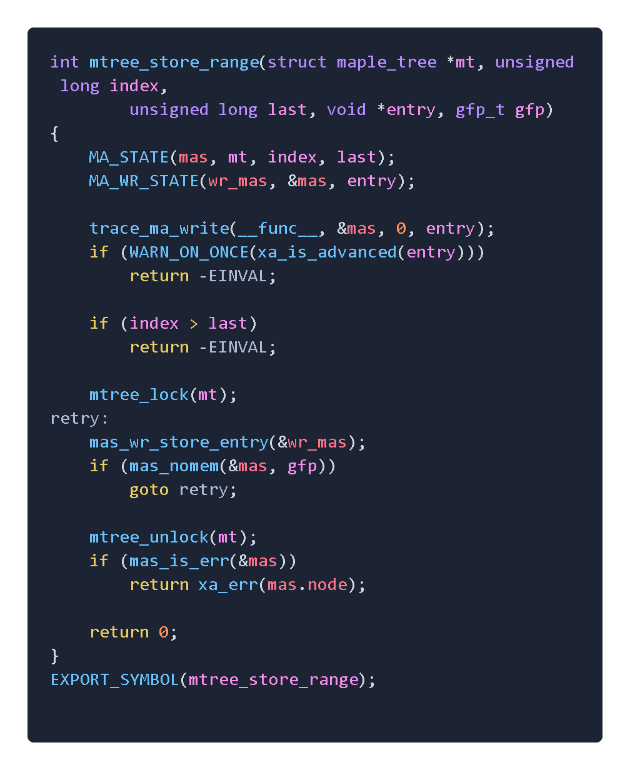 int mtree_store_range(struct maple_tree *mt, unsigned
long index,
        unsigned long last, void *entry, gfp_t gfp)
{
    MA_STATE(mas, mt, index, last);
    MA_WR_STATE(wr_mas, &mas, entry);

    trace_ma_write(__func__, &mas, 0, entry);
    if (WARN_ON_ONCE(xa_is_advanced(entry)))
        return -EINVAL;

    if (index > last)
        return -EINVAL;

    mtree_lock(mt);
retry:
    mas_wr_store_entry(&wr_mas);
    if (mas_nomem(&mas, gfp))
        goto retry;

    mtree_unlock(mt);
    if (mas_is_err(&mas))
        return xa_err(mas.node);

    return 0;
}
EXPORT_SYMBOL(mtree_store_range);